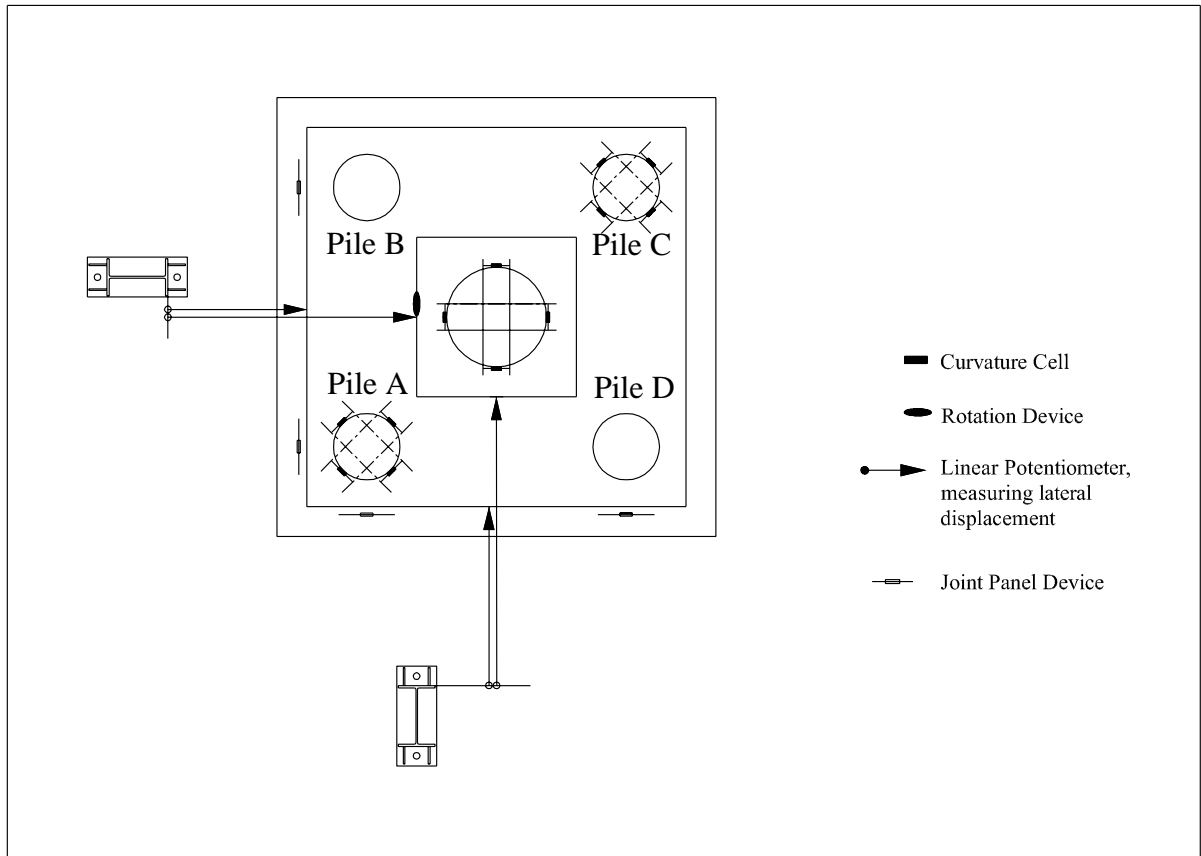 Pile B
Pile C
Pile A
Pile D
Curvature Cell
Rotation Device
Linear Potentiometer,
measuring lateral
displacement
Joint Panel Device